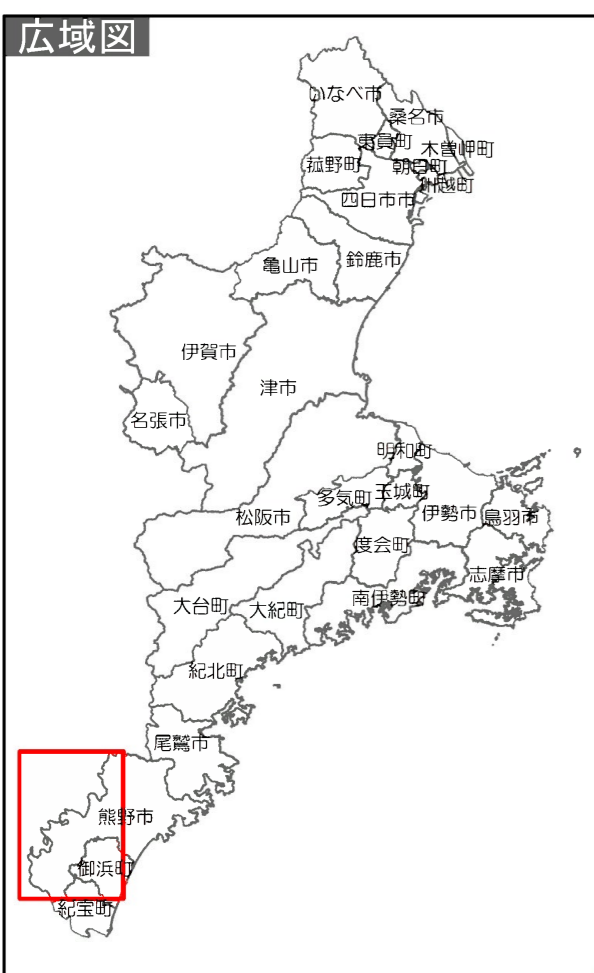 広域図
いなべ市
桑名市
東員町
木曽岬町
菰野町
朝日町
川越町
四日市市
亀山市
鈴鹿市
伊賀市
津市
名張市
明和町
多気町
玉城町
松阪市
伊勢市
鳥羽市
度会町
志摩市
大台町
大紀町
南伊勢町
紀北町
尾鷲市
熊野市
御浜町
紀宝町